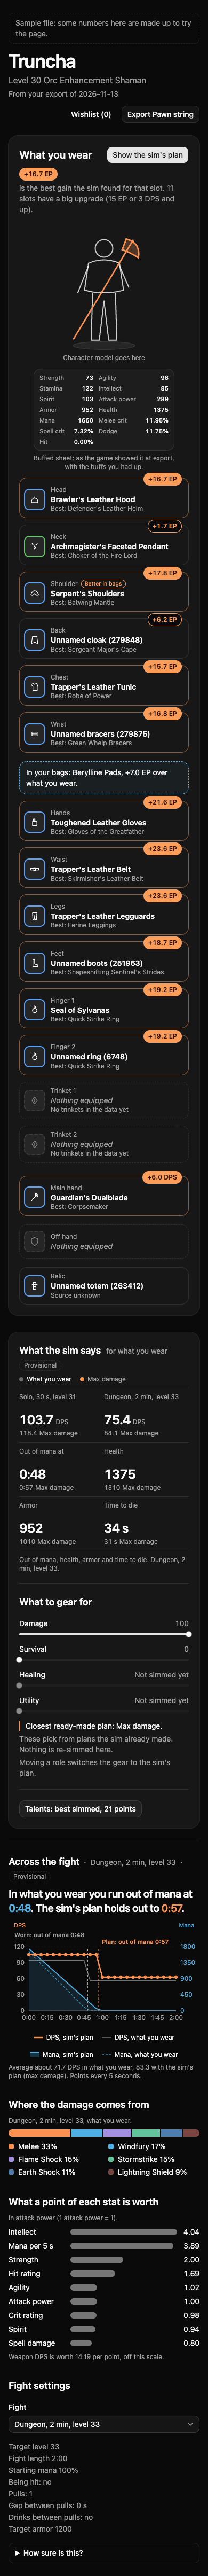 Sample file: some numbers here are made up to try
the page.
Truncha
Level 30 Orc Enhancement Shaman
From your export of 2026-11-13
Wishlist (0)
Export Pawn string
What you wear
Show the sim's plan
+16.7 EP
is the best gain the sim found for that slot. 11
slots have a big upgrade (15 EP or 3 DPS and
up).
Character model goes here
Strength 73 Agility 96
Stamina 122 Intellect 85
Spirit 103 Attack power 289
Armor 952 Health 1375
Mana 1660 Melee crit 11.95%
Spell crit 7.32% Dodge 11.75%
Hit 0.00%
Buffed sheet: as the game showed it at export,
with the buffs you had up.
+16.7 EP
Head
Brawler's Leather Hood
Best: Defender's Leather Helm
+1.7 EP
Neck
Archmagister's Faceted Pendant
Best: Choker of the Fire Lord
+17.8 EP
Shoulder Better in bags
Serpent's Shoulders
Best: Batwing Mantle
+6.2 EP
Back
Unnamed cloak (279848)
Best: Sergeant Major's Cape
+15.7 EP
Chest
Trapper's Leather Tunic
Best: Robe of Power
+16.8 EP
Wrist
Unnamed bracers (279875)
Best: Green Whelp Bracers
In your bags: Berylline Pads, +7.0 EP over
what you wear.
+21.6 EP
Hands
Toughened Leather Gloves
Best: Gloves of the Greatfather
+23.6 EP
Waist
Trapper's Leather Belt
Best: Skirmisher's Leather Belt
+23.6 EP
Legs
Trapper's Leather Legguards
Best: Ferine Leggings
+18.7 EP
Feet
Unnamed boots (251963)
Best: Shapeshifting Sentinel's Strides
+19.2 EP
Finger 1
Seal of Sylvanas
Best: Quick Strike Ring
+19.2 EP
Finger 2
Unnamed ring (6748)
Best: Quick Strike Ring
Trinket 1
Nothing equipped
No trinkets in the data yet
Trinket 2
Nothing equipped
No trinkets in the data yet
+6.0 DPS
Main hand
Guardian's Dualblade
Best: Corpsemaker
Off hand
Nothing equipped
Relic
Unnamed totem (263412)
Source unknown
What the sim says for what you wear
Provisional
What you wear Max damage
Solo, 30 s, level 31
103.7 DPS
118.4 Max damage
Dungeon, 2 min, level 33
75.4 DPS
84.1 Max damage
Out of mana at
0:48
0:57 Max damage
Health
1375
1310 Max damage
Armor
952
1010 Max damage
Time to die
34 s
31 s Max damage
Out of mana, health, armor and time to die: Dungeon, 2
min, level 33.
What to gear for
Damage 100
Survival 0
Healing Not simmed yet
Utility Not simmed yet
Closest ready-made plan: Max damage.
These pick from plans the sim already made.
Nothing is re-simmed here.
Moving a role switches the gear to the sim's
plan.
Talents: best simmed, 21 points
Across the fight · Dungeon, 2 min, level 33 ·
Provisional
In what you wear you run out of mana at
0:48. The sim's plan holds out to 0:57.
DPS Mana
Worn: out of mana 0:48
Plan: out of mana 0:57
120 1800
90 1350
60 900
30 450
0 0
0:00 0:15 0:30 0:45 1:00 1:15 1:30 1:45 2:00
DPS, sim's plan DPS, what you wear
Mana, sim's plan Mana, what you wear
Average about 71.7 DPS in what you wear, 83.3 with the sim's
plan (max damage). Points every 5 seconds.
Where the damage comes from
Dungeon, 2 min, level 33, what you wear.
Melee 33% Windfury 17%
Flame Shock 15% Stormstrike 15%
Earth Shock 11% Lightning Shield 9%
What a point of each stat is worth
In attack power (1 attack power = 1).
Intellect 4.04
Mana per 5 s 3.89
Strength 2.00
Hit rating 1.69
Agility 1.02
Attack power 1.00
Crit rating 0.98
Spirit 0.94
Spell damage 0.80
Weapon DPS is worth 14.19 per point, off this scale.
Fight settings
Fight
Dungeon, 2 min, level 33
Target level 33
Fight length 2:00
Starting mana 100%
Being hit: no
Pulls: 1
Gap between pulls: 0 s
Drinks between pulls: no
Target armor 1200
How sure is this?